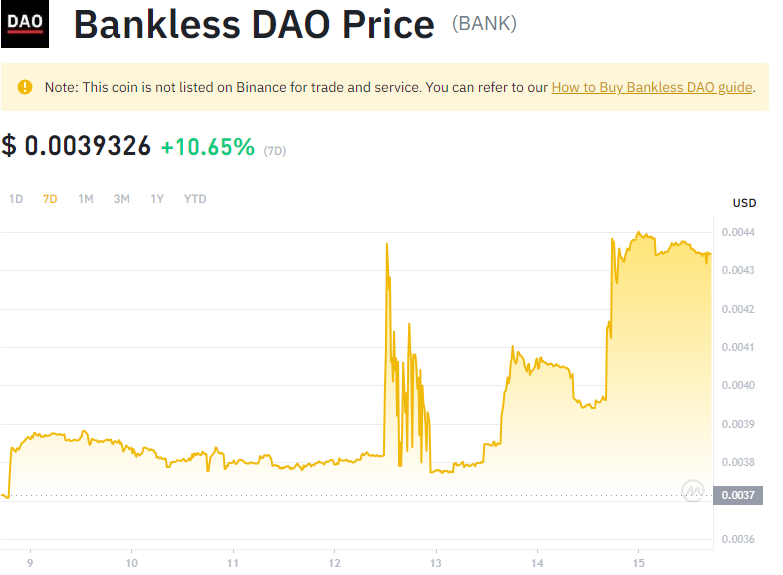 DAO
Bankless DAO Price (BANK)
Note: This coin is not listed on Binance for trade and service. You can refer to our How to Buy Bankless DAO guide.
$ 0.0039326 +10.65% (7D)
1D 7D 1M 3M 1Y YTD
USD
0.0044
0.0043
0.0042
0.0041
0.0040
0.0039
0.0038
0.0037
0.0036
9 10 11 12 13 14 15